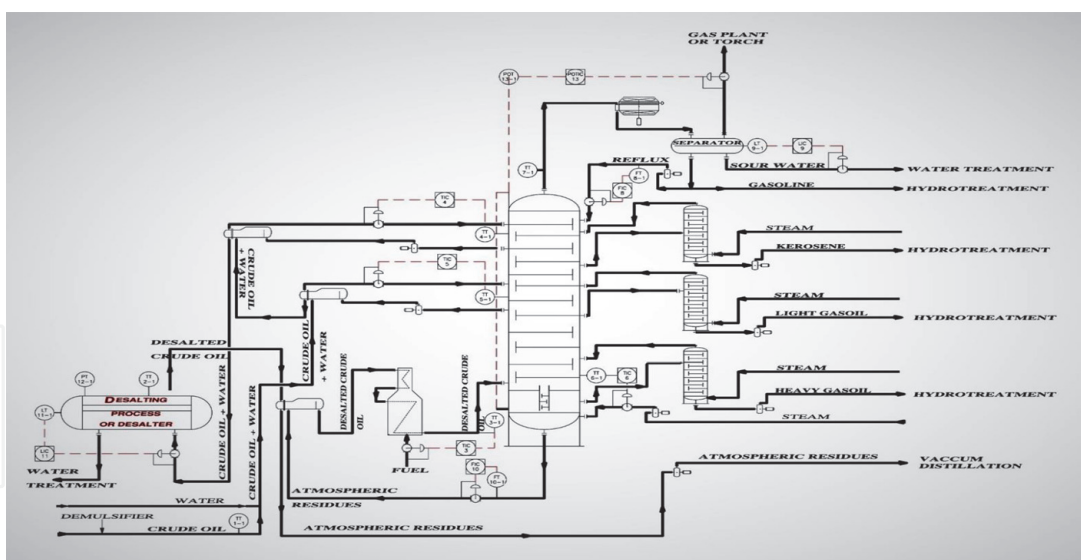 GAS PLANT
OR TORCH
PDT
13-1
PDTIC
13
TT
7-1
SEPARATOR
LT
9-1
LIC
9
SOUR WATER
WATER TREATMENT
REFLUX
FT
8-1
FIC
8
GASOLINE
HYDROTREATMENT
TIC
4
TT
4-1
STEAM
KEROSENE
HYDROTREATMENT
CRUDE OIL
+ WATER
TIC
5
TT
5-1
STEAM
LIGHT GASOIL
HYDROTREATMENT
DESALTED
CRUDE OIL
CRUDE OIL
+ WATER
PT
12-1
TT
2-1
DESALTED CRUDE
OIL
DESALTED CRUDE
OIL
TT
6-1
TIC
6
STEAM
HEAVY GASOIL
HYDROTREATMENT
STEAM
LT
11-1
DESALTING
PROCESS
OR DESALTER
LIC
11
CRUDE OIL + WATER
CRUDE OIL + WATER
TT
3-1
TIC
3
FUEL
FIC
10
FT
10-1
WATER
TREATMENT
ATMOSPHERIC
RESIDUES
ATMOSPHERIC RESIDUES
VACCUM
DISTILLATION
WATER
DEMULSIFIER
TT
1-1
CRUDE OIL
ATMOSPHERIC RESIDUES